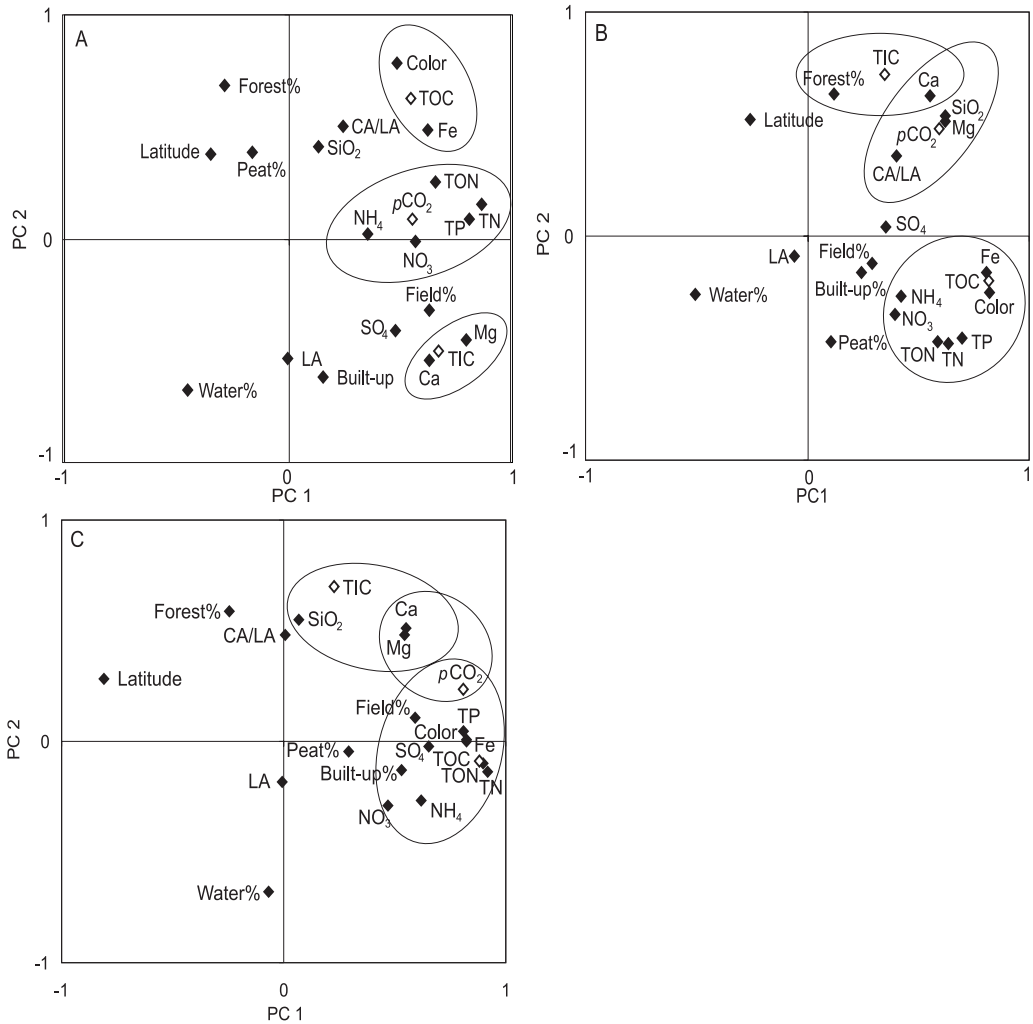 1
A
Color
Forest%
TOC
CA/LA
Fe
SiO2
Latitude
Peat%
TON
pCO2
NH4
TP
TN
PC 2
0
NO3
Field%
SO4
Mg
TIC
LA
Ca
Built-up
Water%
-1
-1
0
1
PC 1
2
B
TIC
Forest%
Ca
SiO2
Latitude
Mg
pCO2
CA/LA
SO4
PC 2
0
LA
Field%
Fe
TOC
Built-up%
NH4
Color
Water%
NO3
Peat%
TP
TON
TN
-1
-1
0
1
PC1
1
C
TIC
Forest%
SiO2
Ca
CA/LA
Mg
Latitude
pCO2
Field%
TP
Color
PC 2
0
Peat%
SO4
Fe
TOC
Built-up%
TON
LA
TN
NO3
NH4
Water%
-1
-1
0
1
PC 1